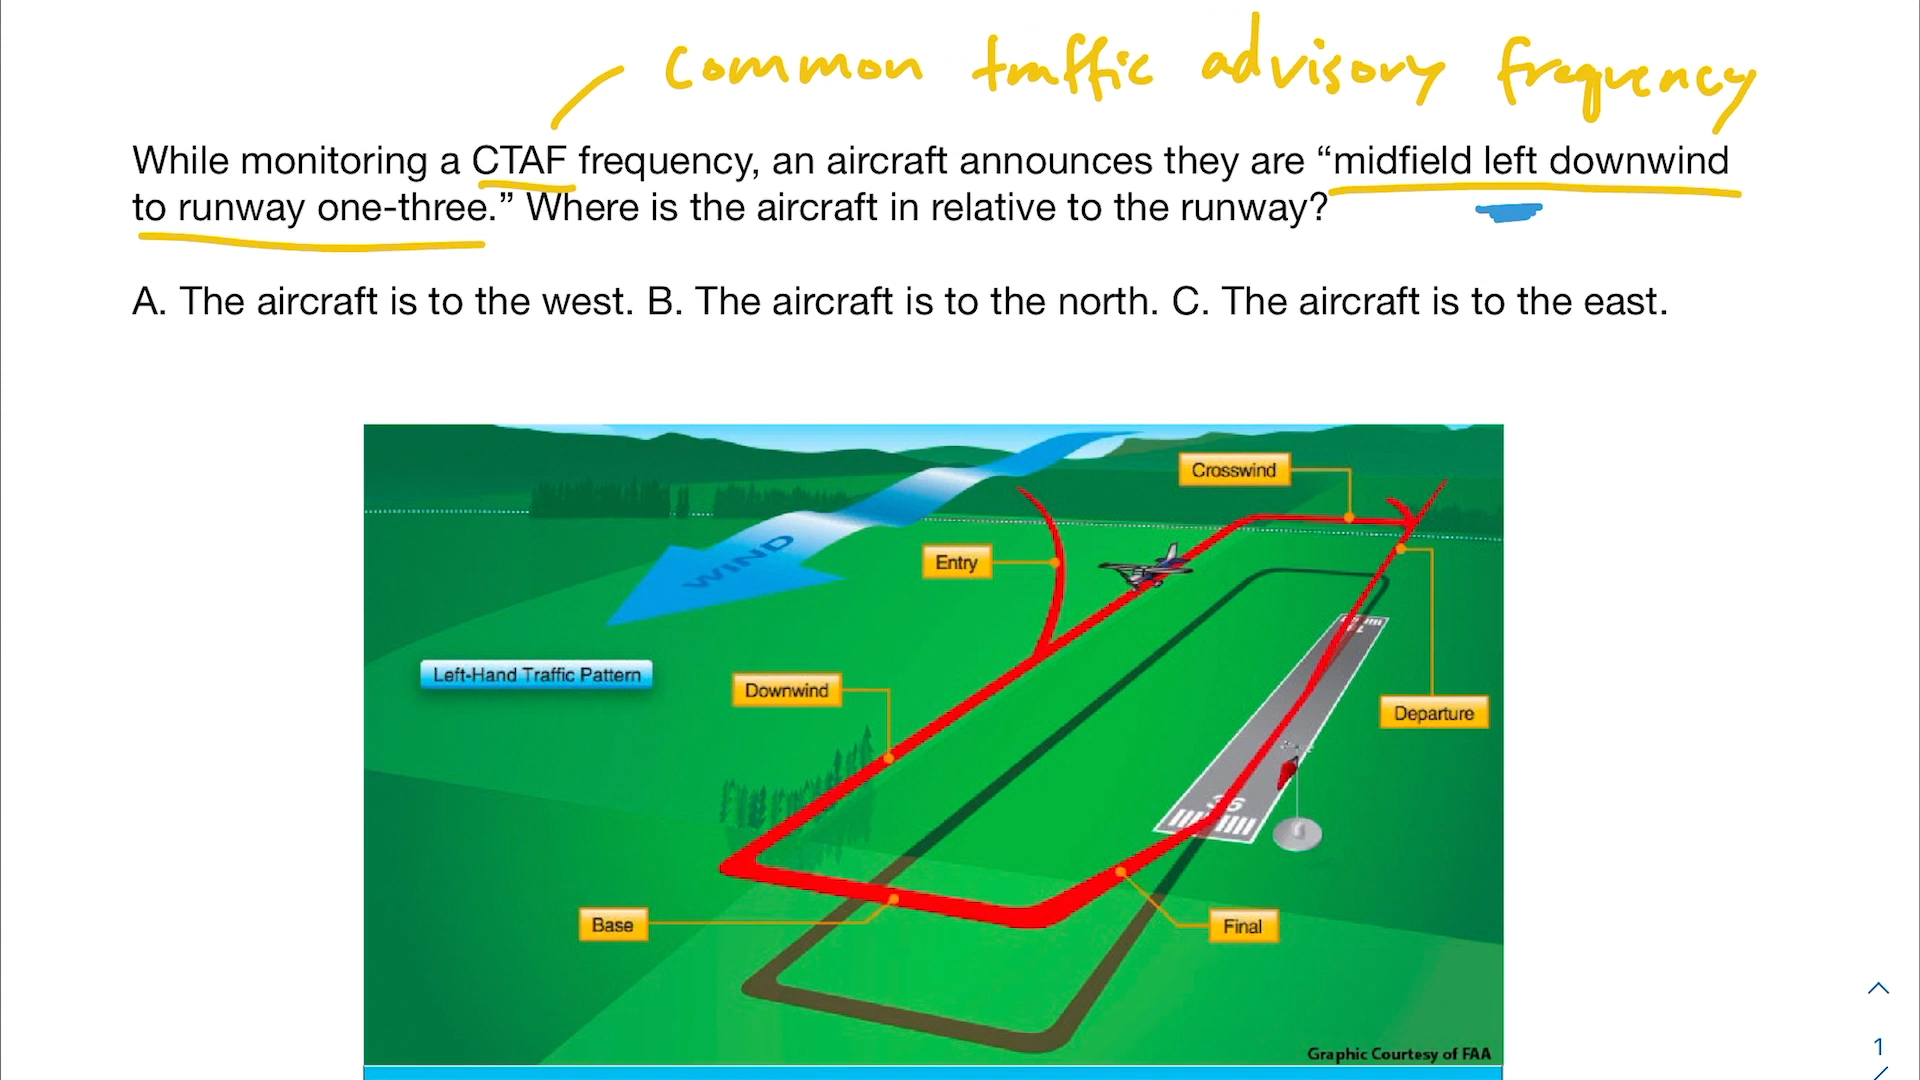 common traffic advisory frequency
While monitoring a CTAF frequency, an aircraft announces they are “midfield left downwind
to runway one-three.” Where is the aircraft in relative to the runway?
A. The aircraft is to the west. B. The aircraft is to the north. C. The aircraft is to the east.
Crosswind
WIND
Entry
Left-Hand Traffic Pattern
Downwind
Departure
Base
Final
Graphic Courtesy of FAA
1